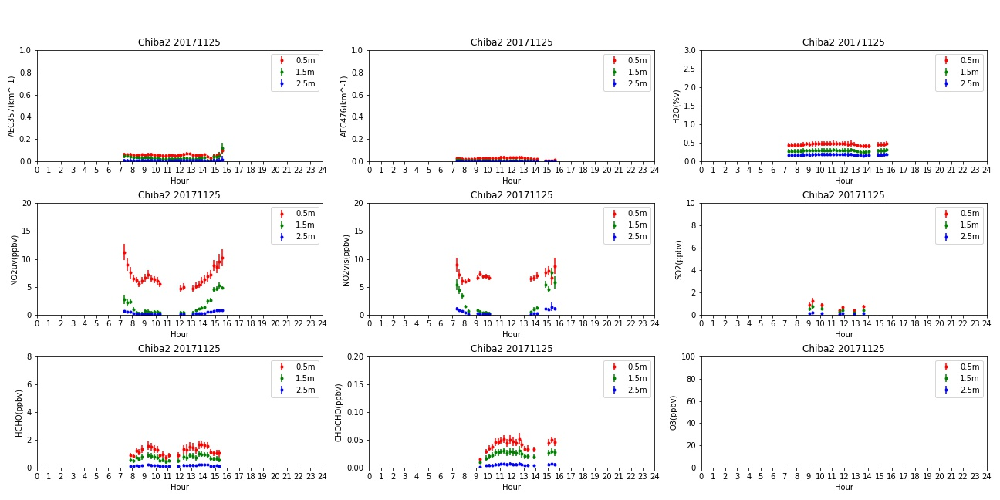 Chiba2 20171125
AEC357(km^-1)
1.0
0.8
0.6
0.4
0.2
0.0
0.5m
1.5m
2.5m
0 1 2 3 4 5 6 7 8 9 10 11 12 13 14 15 16 17 18 19 20 21 22 23 24
Hour
Chiba2 20171125
AEC476(km^-1)
1.0
0.8
0.6
0.4
0.2
0.0
0.5m
1.5m
2.5m
0 1 2 3 4 5 6 7 8 9 10 11 12 13 14 15 16 17 18 19 20 21 22 23 24
Hour
Chiba2 20171125
H2O(%v)
3.0
2.5
2.0
1.5
1.0
0.5
0.0
0.5m
1.5m
2.5m
0 1 2 3 4 5 6 7 8 9 10 11 12 13 14 15 16 17 18 19 20 21 22 23 24
Hour
Chiba2 20171125
NO2uv(ppbv)
20
15
10
5
0
0.5m
1.5m
2.5m
0 1 2 3 4 5 6 7 8 9 10 11 12 13 14 15 16 17 18 19 20 21 22 23 24
Hour
Chiba2 20171125
NO2vis(ppbv)
20
15
10
5
0
0.5m
1.5m
2.5m
0 1 2 3 4 5 6 7 8 9 10 11 12 13 14 15 16 17 18 19 20 21 22 23 24
Hour
Chiba2 20171125
SO2(ppbv)
10
8
6
4
2
0
0.5m
1.5m
2.5m
0 1 2 3 4 5 6 7 8 9 10 11 12 13 14 15 16 17 18 19 20 21 22 23 24
Hour
Chiba2 20171125
HCHO(ppbv)
8
6
4
2
0
0.5m
1.5m
2.5m
0 1 2 3 4 5 6 7 8 9 10 11 12 13 14 15 16 17 18 19 20 21 22 23 24
Hour
Chiba2 20171125
CHOCHO(ppbv)
0.20
0.15
0.10
0.05
0.00
0.5m
1.5m
2.5m
0 1 2 3 4 5 6 7 8 9 10 11 12 13 14 15 16 17 18 19 20 21 22 23 24
Hour
Chiba2 20171125
O3(ppbv)
100
80
60
40
20
0
0.5m
1.5m
2.5m
0 1 2 3 4 5 6 7 8 9 10 11 12 13 14 15 16 17 18 19 20 21 22 23 24
Hour